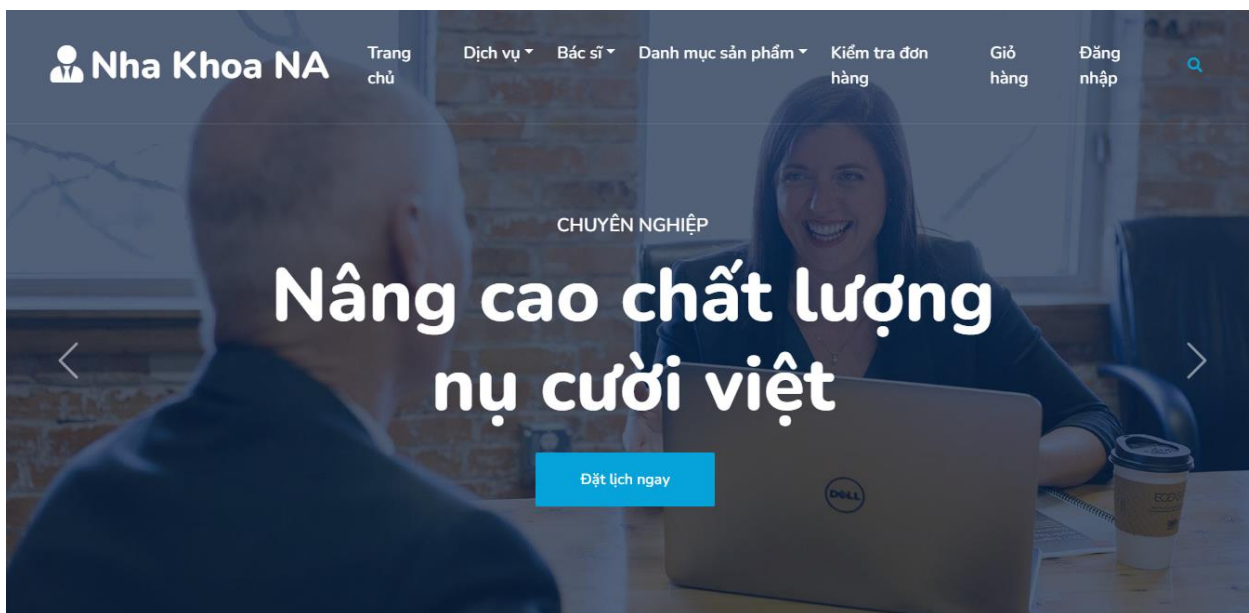 Nha Khoa NA
Trang
chủ
Dịch vụ
Bác sĩ
Danh mục sản phẩm
Kiểm tra đơn
hàng
Giỏ
hàng
Đăng
nhập
CHUYÊN NGHIỆP
Nâng cao chất lượng
nụ cười việt
Đặt lịch ngay
DELL